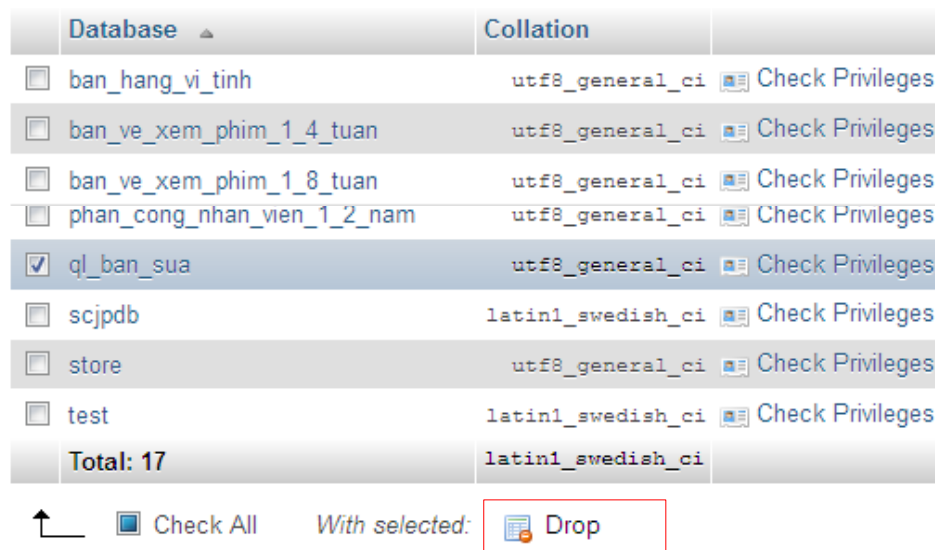 Database Collation
ban_hang_vi_tinh utf8_general_ci Check Privileges
ban_ve_xem_phim_1_4_tuan utf8_general_ci Check Privileges
ban_ve_xem_phim_1_8_tuan utf8_general_ci Check Privileges
phan_cong_nhan_vien_1_2_nam utf8_general_ci Check Privileges
ql_ban_sua utf8_general_ci Check Privileges
scjpdb latin1_swedish_ci Check Privileges
store utf8_general_ci Check Privileges
test latin1_swedish_ci Check Privileges
Total: 17 latin1_swedish_ci
Check All With selected: Drop